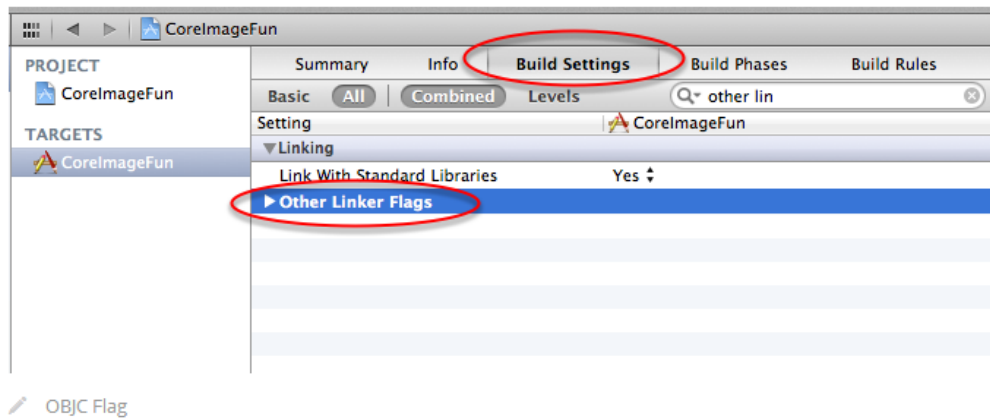 CoreImageFun
PROJECT
CoreImageFun
TARGETS
CoreImageFun
Summary Info Build Settings Build Phases Build Rules
Basic All Combined Levels other lin
Setting CoreImageFun
Linking
Link With Standard Libraries Yes
Other Linker Flags
OBJC Flag